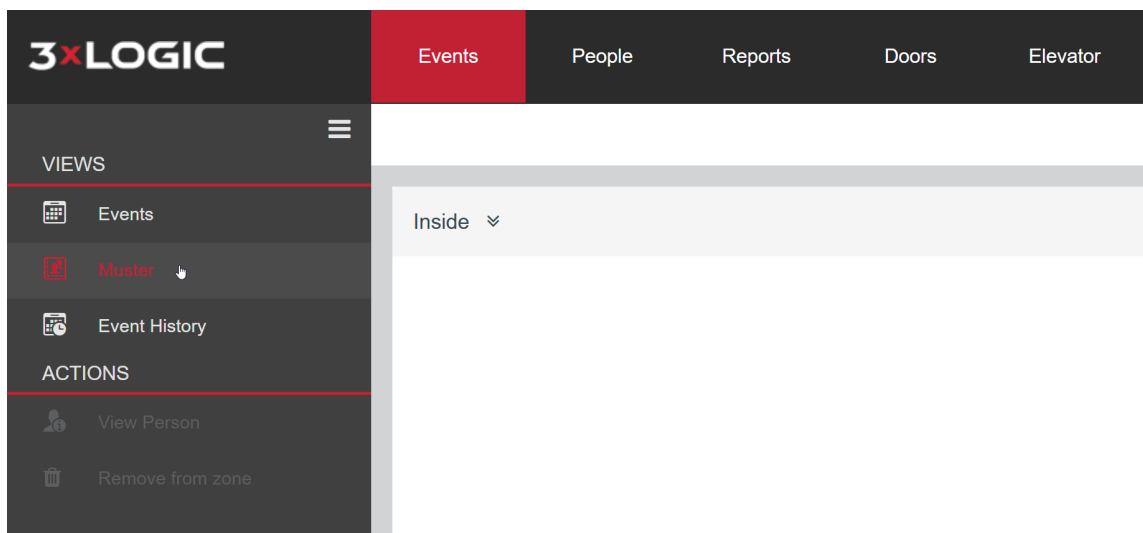 3xLOGIC
Events People Reports Doors Elevator
VIEWS
Events
Muster
Event History
ACTIONS
View Person
Remove from zone
Inside